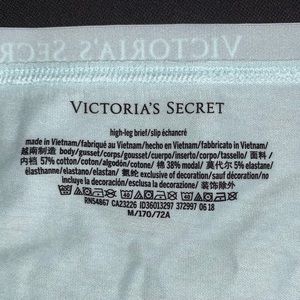 VICTORIA'S SECRET
VICTORIA'S SECRET
high-leg brief/slip échancré
made in Vietnam/fabriqué au Vietnam/hecho en Vietnam/fabricato in Vietnam/
越南制造 / body/gusset/corps/gousset/cuerpo/inserto/corpo/tassello/ 面料 /
内裆 57% cotton/coton/algodón/cotone/ 棉 38% modal/ 莫代尔 5% elastane/
élasthanne/elastano/elastan/ 氨纶 exclusive of decoration/sauf décoration/no
incluye la decoración/esclusa decorazione/ 装饰除外
RN54867 CA23226 ID36013297 372997 06 18
M/170/72A